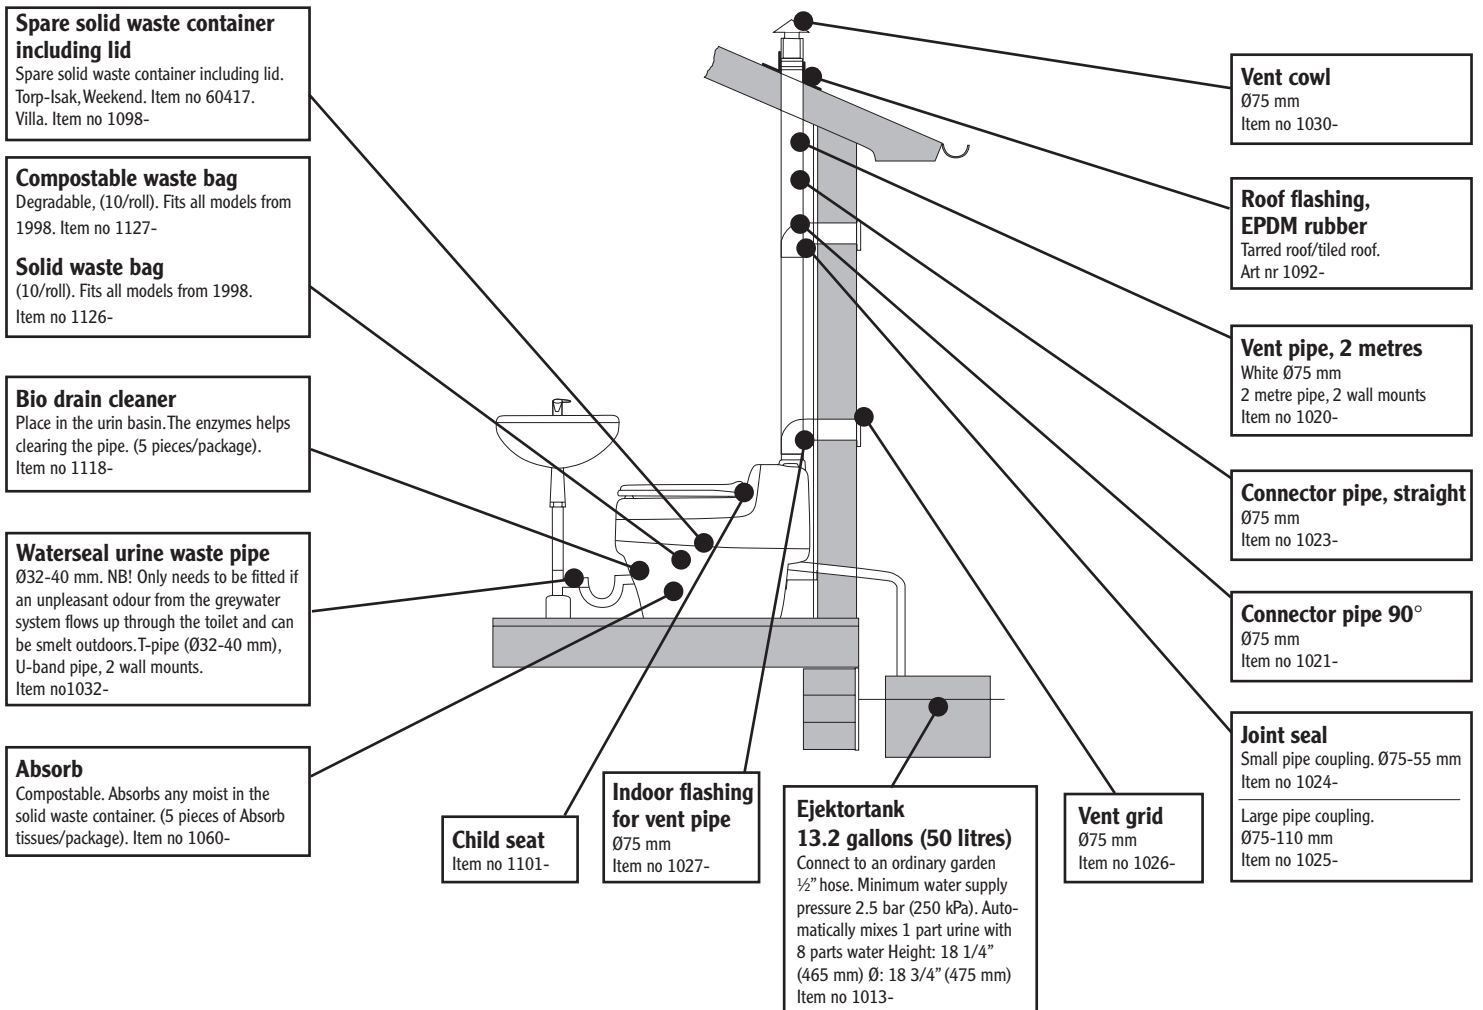 Spare solid waste container
including lid
Spare solid waste container including lid.
Torp-Isak, Weekend. Item no 60417.
Villa. Item no 1098-
Compostable waste bag
Degradable, (10/roll). Fits all models from
1998. Item no 1127-
Solid waste bag
(10/roll). Fits all models from 1998.
Item no 1126-
Bio drain cleaner
Place in the urin basin. The enzymes helps
clearing the pipe. (5 pieces/package).
Item no 1118-
Waterseal urine waste pipe
Ø32-40 mm. NB! Only needs to be fitted if
an unpleasant odour from the greywater
system flows up through the toilet and can
be smelt outdoors. T-pipe (Ø32-40 mm),
U-band pipe, 2 wall mounts.
Item no1032-
Absorb
Compostable. Absorbs any moist in the
solid waste container. (5 pieces of Absorb
tissues/package). Item no 1060-
Child seat
Item no 1101-
Indoor flashing
for vent pipe
Ø75 mm
Item no 1027-
Ejektortank
13.2 gallons (50 litres)
Connect to an ordinary garden
½” hose. Minimum water supply
pressure 2.5 bar (250 kPa). Auto-
matically mixes 1 part urine with
8 parts water Height: 18 1/4”
(465 mm) Ø: 18 3/4” (475 mm)
Item no 1013-
Vent grid
Ø75 mm
Item no 1026-
Vent cowl
Ø75 mm
Item no 1030-
Roof flashing,
EPDM rubber
Tarred roof/tiled roof.
Art nr 1092-
Vent pipe, 2 metres
White Ø75 mm
2 metre pipe, 2 wall mounts
Item no 1020-
Connector pipe, straight
Ø75 mm
Item no 1023-
Connector pipe 90°
Ø75 mm
Item no 1021-
Joint seal
Small pipe coupling. Ø75-55 mm
Item no 1024-
Large pipe coupling.
Ø75-110 mm
Item no 1025-